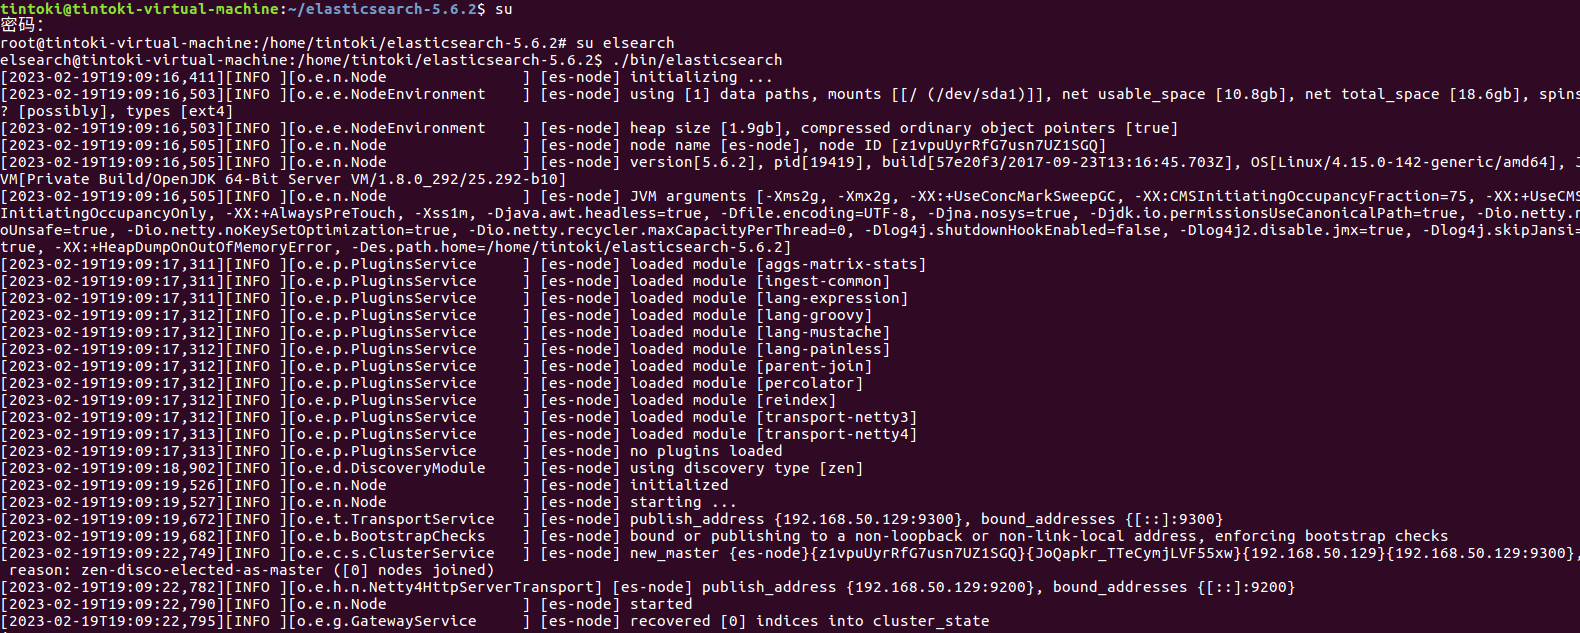 tintoki@tintoki-virtual-machine:~/elasticsearch-5.6.2$ su
密码:
root@tintoki-virtual-machine:/home/tintoki/elasticsearch-5.6.2# su elsearch
elsearch@tintoki-virtual-machine:/home/tintoki/elasticsearch-5.6.2$ ./bin/elasticsearch
[2023-02-19T19:09:16,411][INFO ][o.e.n.Node               ] [es-node] initializing ...
[2023-02-19T19:09:16,503][INFO ][o.e.e.NodeEnvironment    ] [es-node] using [1] data paths, mounts [[/ (/dev/sda1)]], net usable_space [10.8gb], net total_space [18.6gb], spins
? [possibly], types [ext4]
[2023-02-19T19:09:16,503][INFO ][o.e.e.NodeEnvironment    ] [es-node] heap size [1.9gb], compressed ordinary object pointers [true]
[2023-02-19T19:09:16,505][INFO ][o.e.n.Node               ] [es-node] node name [es-node], node ID [z1vpuUyrRfG7usn7UZ1SGQ]
[2023-02-19T19:09:16,505][INFO ][o.e.n.Node               ] [es-node] version[5.6.2], pid[19419], build[57e20f3/2017-09-23T13:16:45.703Z], OS[Linux/4.15.0-142-generic/amd64], J
VM[Private Build/OpenJDK 64-Bit Server VM/1.8.0_292/25.292-b10]
[2023-02-19T19:09:16,505][INFO ][o.e.n.Node               ] [es-node] JVM arguments [-Xms2g, -Xmx2g, -XX:+UseConcMarkSweepGC, -XX:CMSInitiatingOccupancyFraction=75, -XX:+UseCMS
InitiatingOccupancyOnly, -XX:+AlwaysPreTouch, -Xss1m, -Djava.awt.headless=true, -Dfile.encoding=UTF-8, -Djna.nosys=true, -Djdk.io.permissionsUseCanonicalPath=true, -Dio.netty.n
oUnsafe=true, -Dio.netty.noKeySetOptimization=true, -Dio.netty.recycler.maxCapacityPerThread=0, -Dlog4j.shutdownHookEnabled=false, -Dlog4j2.disable.jmx=true, -Dlog4j.skipJansi=
true, -XX:+HeapDumpOnOutOfMemoryError, -Des.path.home=/home/tintoki/elasticsearch-5.6.2]
[2023-02-19T19:09:17,311][INFO ][o.e.p.PluginsService     ] [es-node] loaded module [aggs-matrix-stats]
[2023-02-19T19:09:17,311][INFO ][o.e.p.PluginsService     ] [es-node] loaded module [ingest-common]
[2023-02-19T19:09:17,311][INFO ][o.e.p.PluginsService     ] [es-node] loaded module [lang-expression]
[2023-02-19T19:09:17,312][INFO ][o.e.p.PluginsService     ] [es-node] loaded module [lang-groovy]
[2023-02-19T19:09:17,312][INFO ][o.e.p.PluginsService     ] [es-node] loaded module [lang-mustache]
[2023-02-19T19:09:17,312][INFO ][o.e.p.PluginsService     ] [es-node] loaded module [lang-painless]
[2023-02-19T19:09:17,312][INFO ][o.e.p.PluginsService     ] [es-node] loaded module [parent-join]
[2023-02-19T19:09:17,312][INFO ][o.e.p.PluginsService     ] [es-node] loaded module [percolator]
[2023-02-19T19:09:17,312][INFO ][o.e.p.PluginsService     ] [es-node] loaded module [reindex]
[2023-02-19T19:09:17,312][INFO ][o.e.p.PluginsService     ] [es-node] loaded module [transport-netty3]
[2023-02-19T19:09:17,313][INFO ][o.e.p.PluginsService     ] [es-node] loaded module [transport-netty4]
[2023-02-19T19:09:17,313][INFO ][o.e.p.PluginsService     ] [es-node] no plugins loaded
[2023-02-19T19:09:18,902][INFO ][o.e.d.DiscoveryModule    ] [es-node] using discovery type [zen]
[2023-02-19T19:09:19,526][INFO ][o.e.n.Node               ] [es-node] initialized
[2023-02-19T19:09:19,527][INFO ][o.e.n.Node               ] [es-node] starting ...
[2023-02-19T19:09:19,672][INFO ][o.e.t.TransportService   ] [es-node] publish_address {192.168.50.129:9300}, bound_addresses {[::]:9300}
[2023-02-19T19:09:19,682][INFO ][o.e.b.BootstrapChecks    ] [es-node] bound or publishing to a non-loopback or non-link-local address, enforcing bootstrap checks
[2023-02-19T19:09:22,749][INFO ][o.e.c.s.ClusterService   ] [es-node] new_master {es-node}{z1vpuUyrRfG7usn7UZ1SGQ}{JoQapkr_TTeCymjLVF55xw}{192.168.50.129}{192.168.50.129:9300},
 reason: zen-disco-elected-as-master ([0] nodes joined)
[2023-02-19T19:09:22,782][INFO ][o.e.h.n.Netty4HttpServerTransport] [es-node] publish_address {192.168.50.129:9200}, bound_addresses {[::]:9200}
[2023-02-19T19:09:22,790][INFO ][o.e.n.Node               ] [es-node] started
[2023-02-19T19:09:22,795][INFO ][o.e.g.GatewayService     ] [es-node] recovered [0] indices into cluster_state